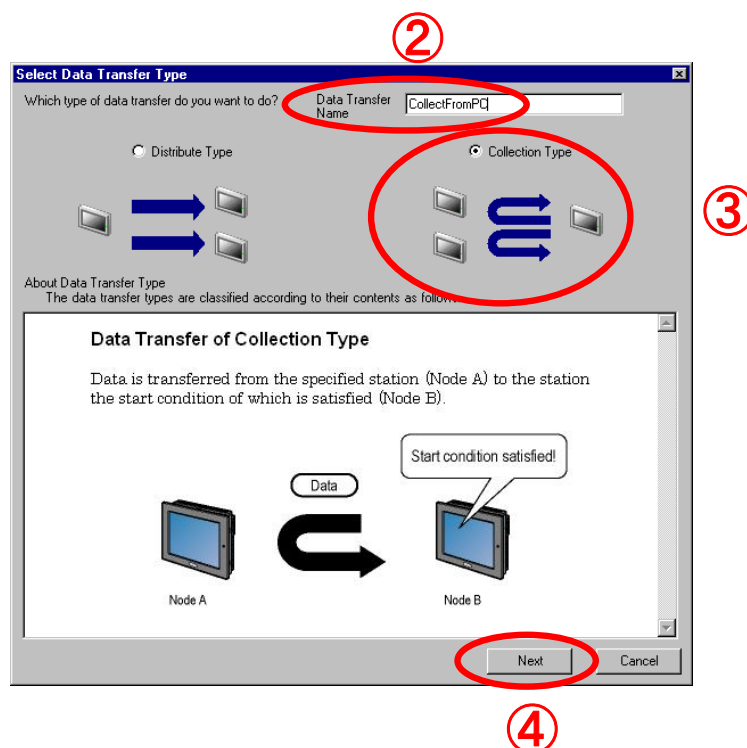 ②
Select Data Transfer Type
Which type of data transfer do you want to do?
Data Transfer
Name
CollectFromPC
Distribute Type
Collection Type
③
About Data Transfer Type
The data transfer types are classified according to their contents as follow
Data Transfer of Collection Type
Data is transferred from the specified station (Node A) to the station
the start condition of which is satisfied (Node B).
Start condition satisfied!
Data
Node A
Node B
Next
Cancel
④